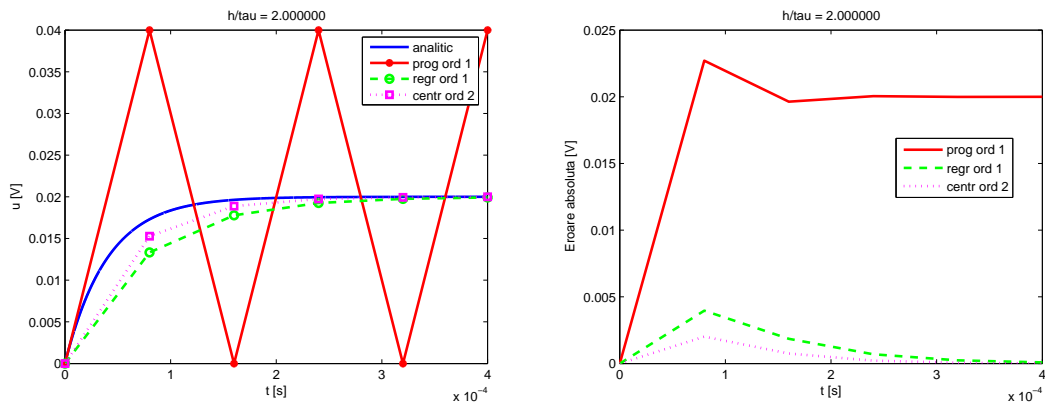 h/tau = 2.000000
0.04
0.035
0.03
0.025
0.02
0.015
0.01
0.005
0
u [V]
analitic
prog ord 1
regr ord 1
centr ord 2
0 1 2 3 4
t [s]
x 10^-4
h/tau = 2.000000
0.025
0.02
0.015
0.01
0.005
0
Eroare absoluta [V]
prog ord 1
regr ord 1
centr ord 2
0 1 2 3 4
t [s]
x 10^-4